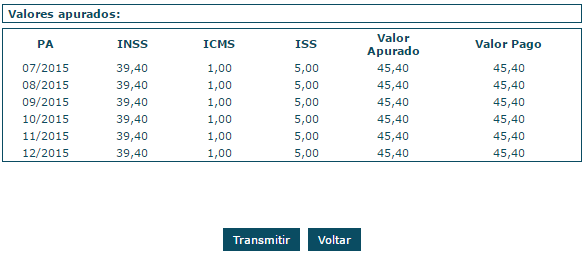 Valores apurados:
PA INSS ICMS ISS Valor Apurado Valor Pago
07/2015 39,40 1,00 5,00 45,40 45,40
08/2015 39,40 1,00 5,00 45,40 45,40
09/2015 39,40 1,00 5,00 45,40 45,40
10/2015 39,40 1,00 5,00 45,40 45,40
11/2015 39,40 1,00 5,00 45,40 45,40
12/2015 39,40 1,00 5,00 45,40 45,40
Transmitir Voltar